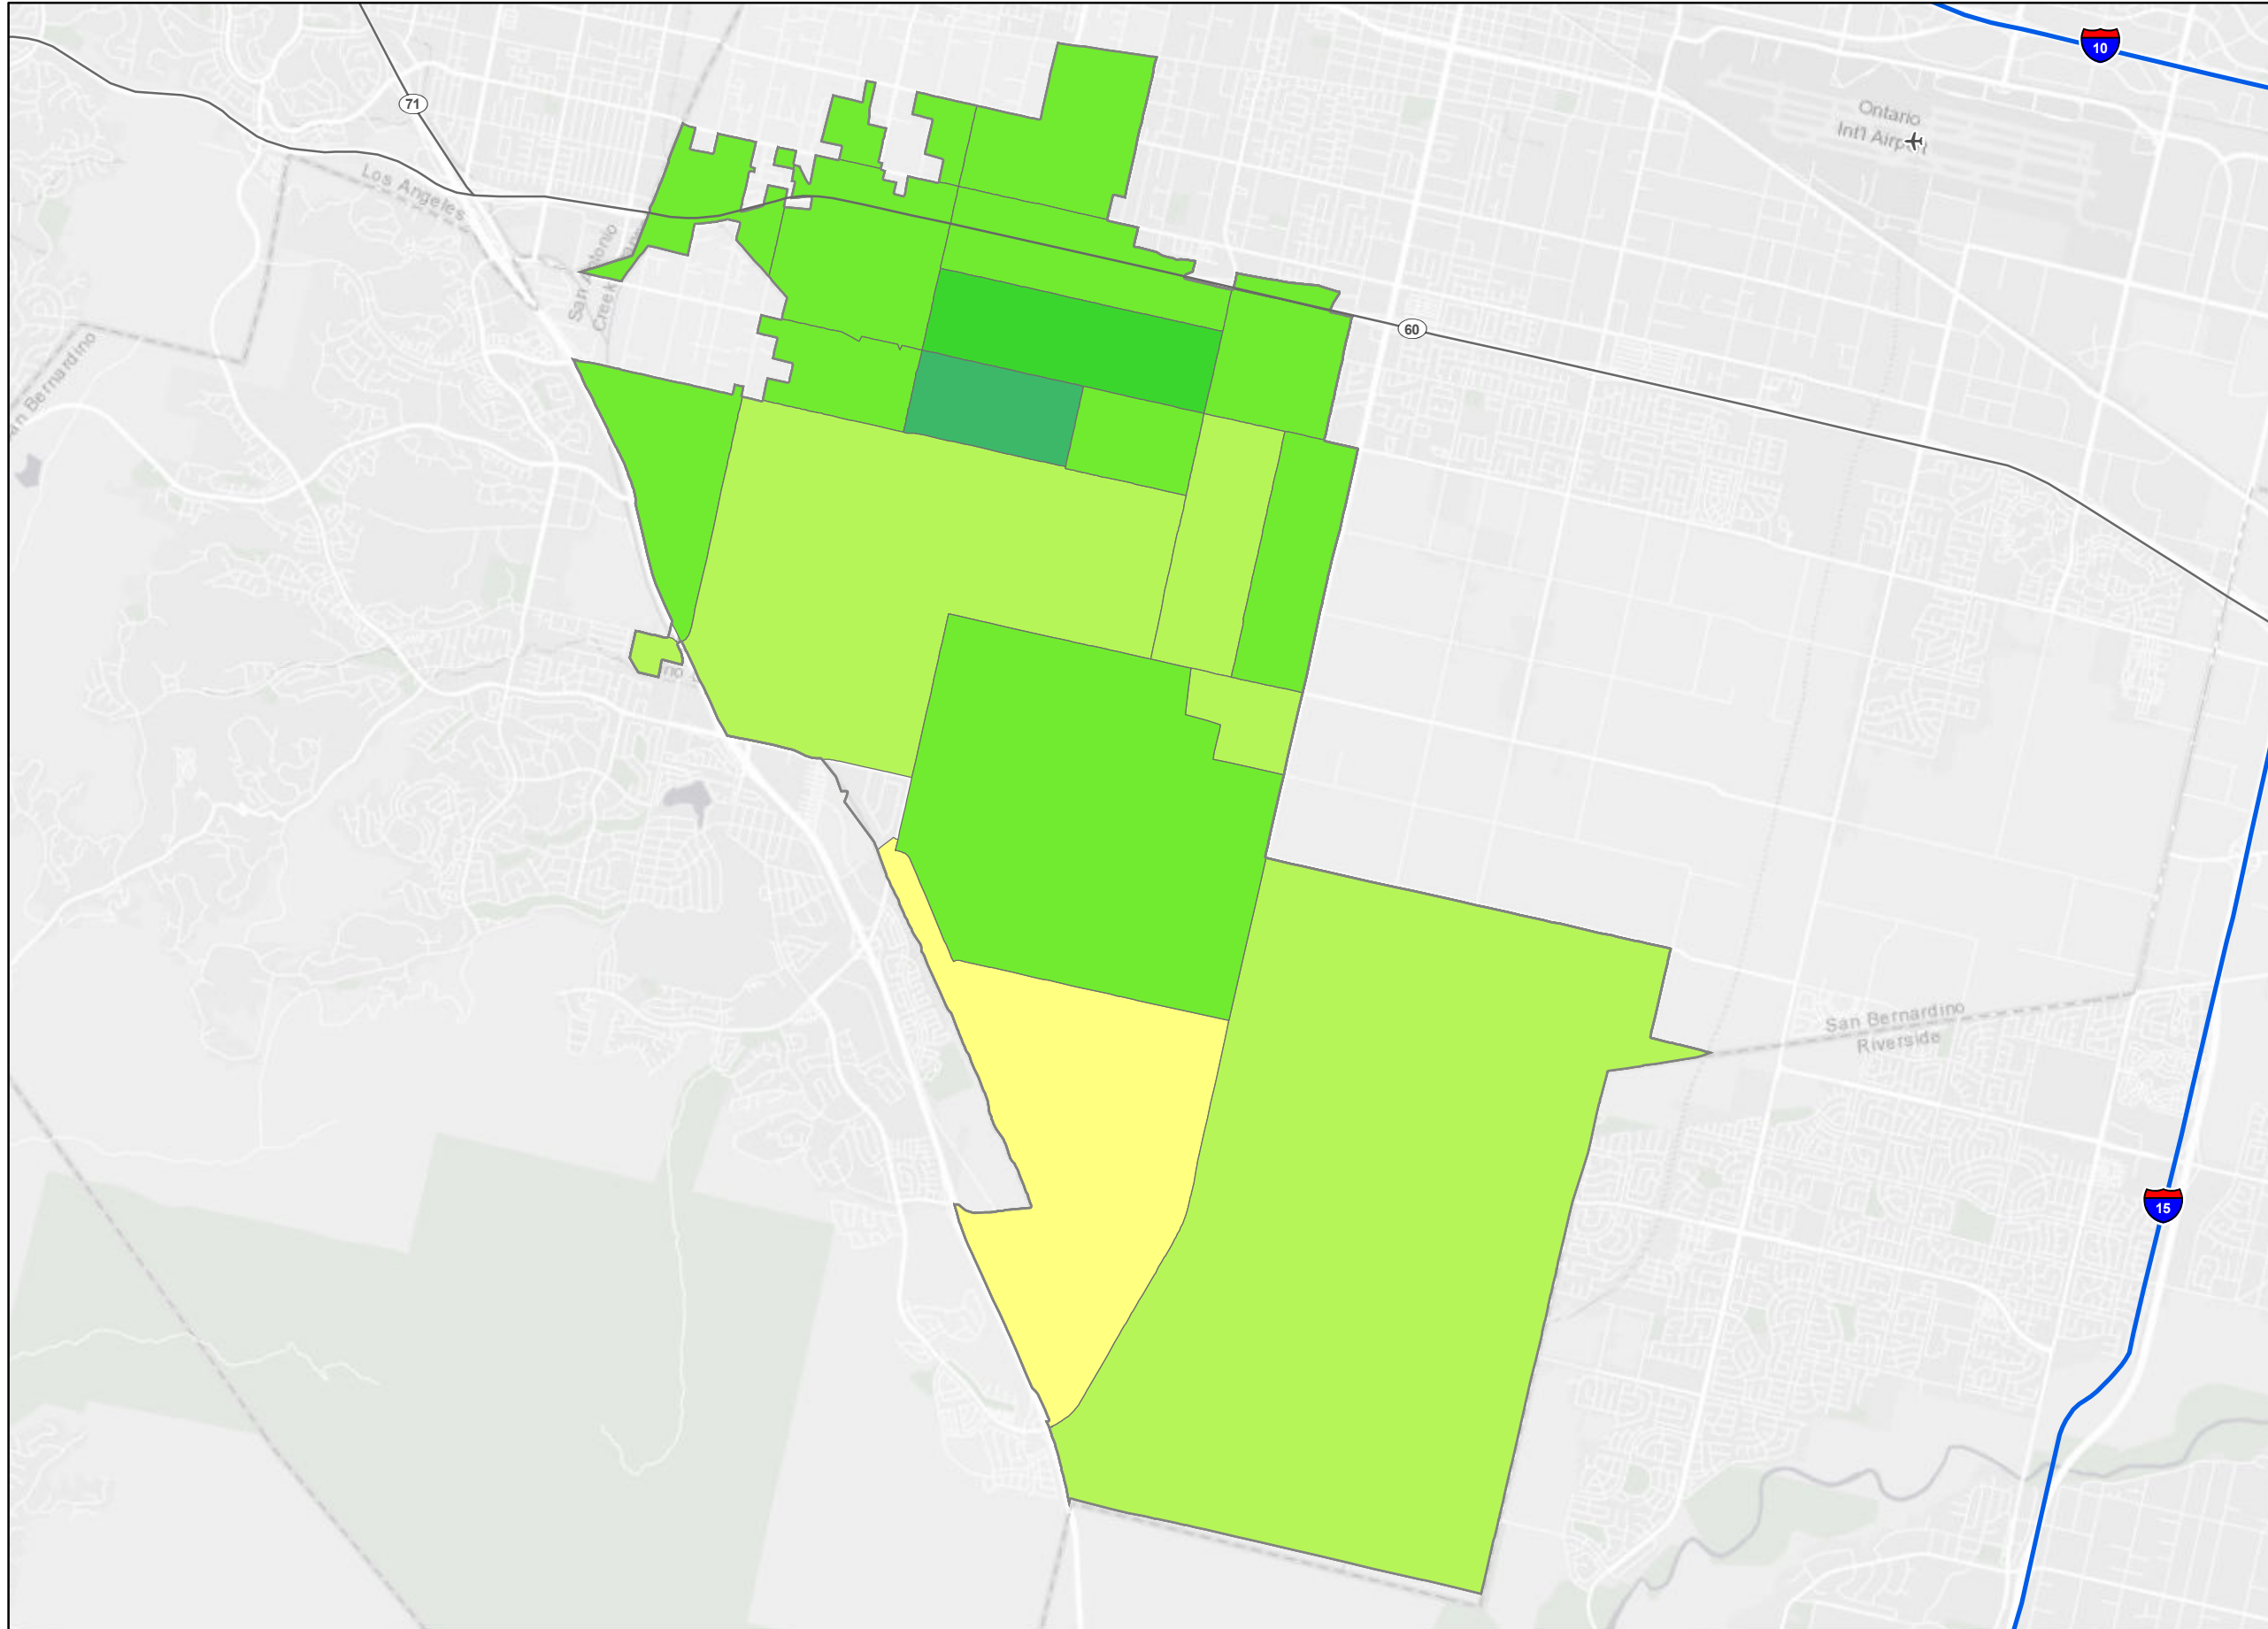 10
Ontario
Int'l Airport
71
Los Angeles
San Antonio
Creek
60
San Bernardino
San Bernardino
Riverside
15